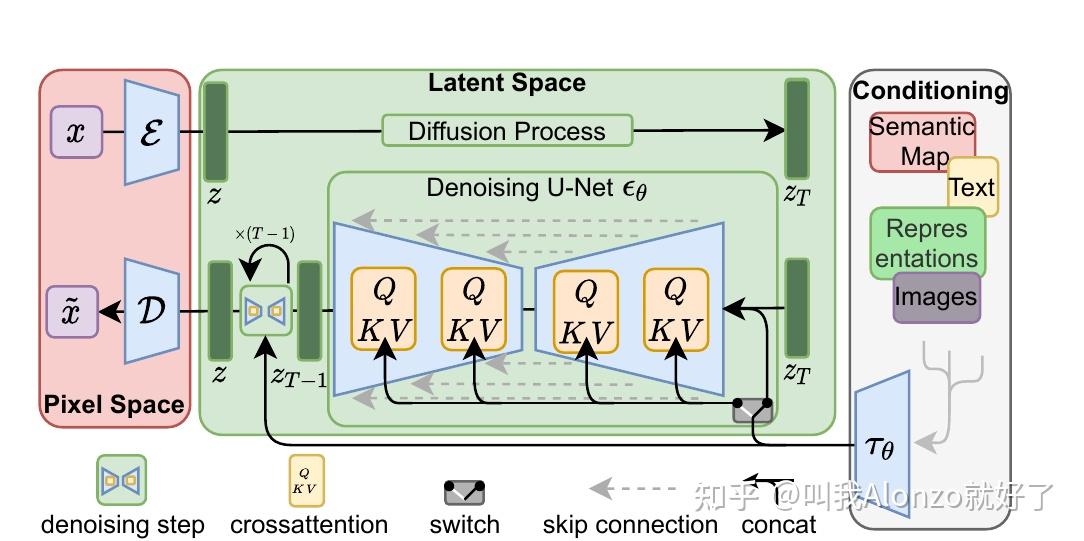 Latent Space
Conditioning
x
ℰ
Diffusion Process
Semantic
Map
z
z_T
Text
Denoising U-Net ϵ_θ
Repres
entations
×(T−1)
Images
x̃
𝒟
Q
KV
Q
KV
Q
KV
Q
KV
z
z_{T−1}
z_T
Pixel Space
τ_θ
Q
KV
denoising step
crossattention
switch
skip connection
concat
知乎 @叫我Alonzo就好了